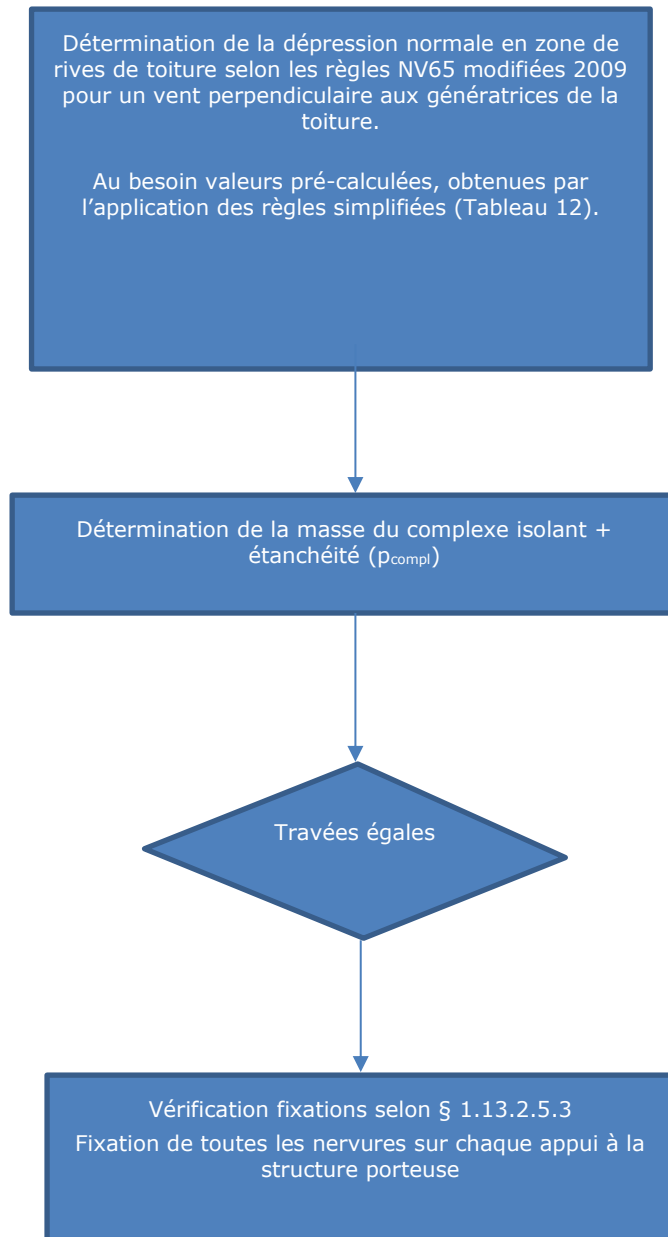 Détermination de la dépression normale en zone de
rives de toiture selon les règles NV65 modifiées 2009
pour un vent perpendiculaire aux génératrices de la
toiture.
Au besoin valeurs pré-calculées, obtenues par
l'application des règles simplifiées (Tableau 12).
Détermination de la masse du complexe isolant +
étanchéité (pcompl)
Travées égales
Vérification fixations selon § 1.13.2.5.3
Fixation de toutes les nervures sur chaque appui à la
structure porteuse